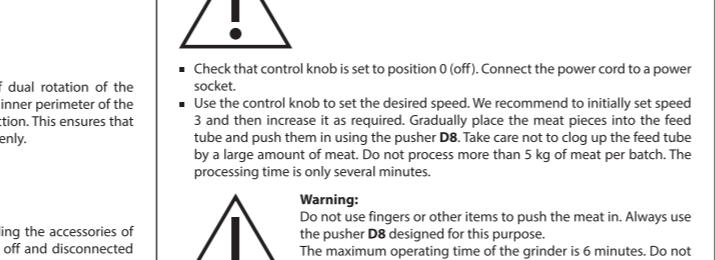 f dual rotation of the
inner perimeter of the
ction. This ensures that
enly.
ling the accessories of
off and disconnected
▪ Check that control knob is set to position 0 (off). Connect the power cord to a power
socket.
▪ Use the control knob to set the desired speed. We recommend to initially set speed
3 and then increase it as required. Gradually place the meat pieces into the feed
tube and push them in using the pusher D8. Take care not to clog up the feed tube
by a large amount of meat. Do not process more than 5 kg of meat per batch. The
processing time is only several minutes.
Warning:
Do not use fingers or other items to push the meat in. Always use
the pusher D8 designed for this purpose.
The maximum operating time of the grinder is 6 minutes. Do not